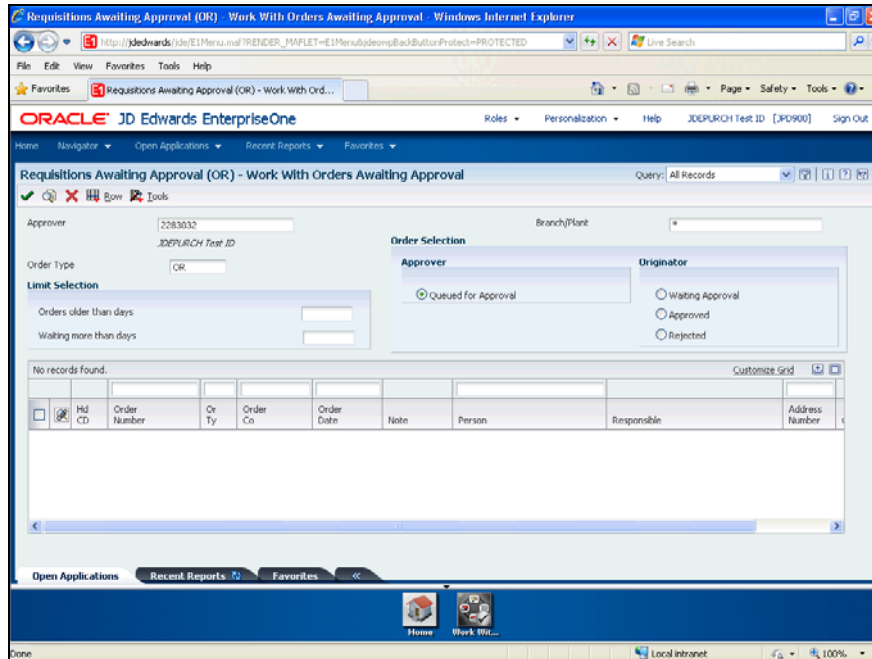 Requisitions Awaiting Approval (OR) - Work With Orders Awaiting Approval - Windows Internet Explorer
http://jdedwards/jde/E1Menu.maf?RENDER_MAFLET=E1Menu&jdeowpBackButtonProtect=PROTECTED
Live Search
File Edit View Favorites Tools Help
Favorites Requisitions Awaiting Approval (OR) - Work With Ord... Page Safety Tools
ORACLE JD Edwards EnterpriseOne Roles Personalization Help JDEPURCH Test ID [JPD900] Sign Out
Home Navigator Open Applications Recent Reports Favorites
Requisitions Awaiting Approval (OR) - Work With Orders Awaiting Approval Query: All Records
Row Tools
Approver 2283032 Branch/Plant *
JDEPURCH Test ID Order Selection
Order Type OR Approver Originator
Limit Selection
Queued for Approval Waiting Approval
Orders older than days Approved
Waiting more than days Rejected
No records found. Customize Grid
Hd CD Order Number Or Ty Order Co Order Date Note Person Responsible Address Number
Open Applications Recent Reports Favorites «
Home Work Wit...
Done Local intranet 100%